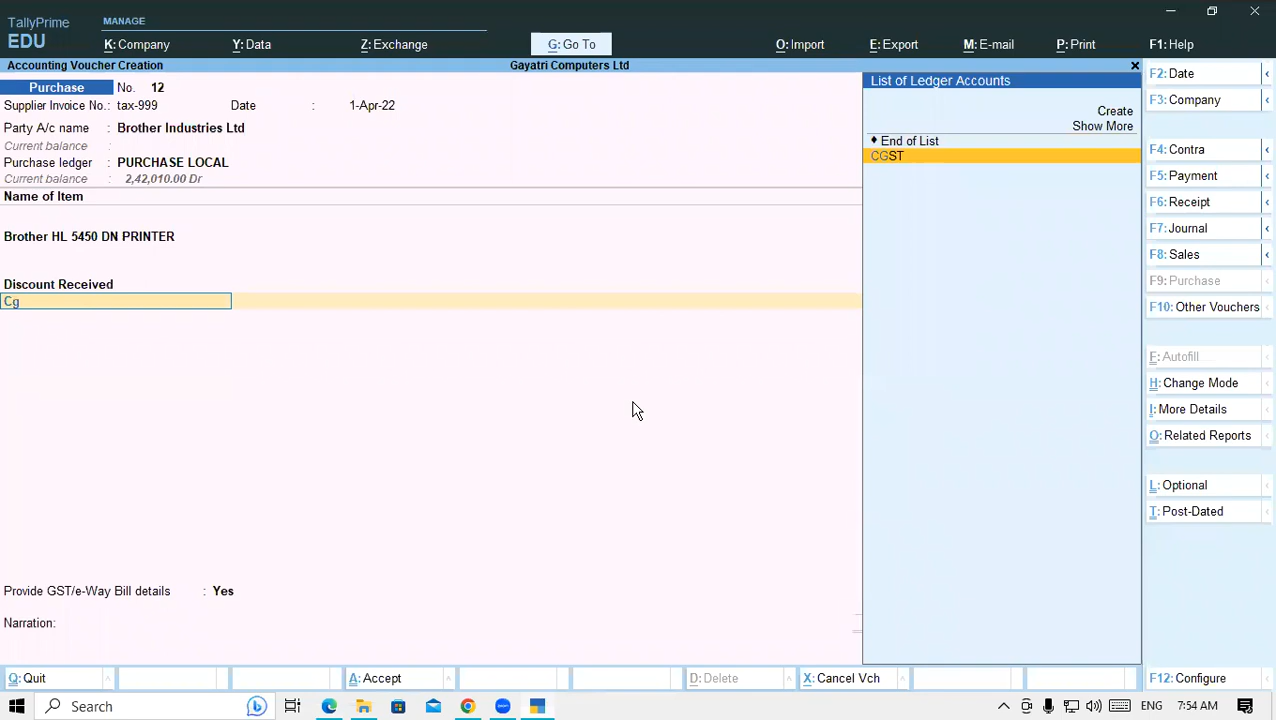 TallyPrime
EDU
MANAGE
K: Company
Y: Data
Z: Exchange
G: Go To
O: Import
E: Export
M: E-mail
P: Print
F1: Help
Accounting Voucher Creation
Gayatri Computers Ltd
Purchase No. 12
Supplier Invoice No.: tax-999 Date : 1-Apr-22
Party A/c name : Brother Industries Ltd
Current balance :
Purchase ledger : PURCHASE LOCAL
Current balance : 2,42,010.00 Dr
Name of Item
Brother HL 5450 DN PRINTER
Discount Received
Cg
Provide GST/e-Way Bill details : Yes
Narration:
List of Ledger Accounts
Create
Show More
♦ End of List
CGST
F2: Date
F3: Company
F4: Contra
F5: Payment
F6: Receipt
F7: Journal
F8: Sales
F9: Purchase
F10: Other Vouchers
F: Autofill
H: Change Mode
I: More Details
O: Related Reports
L: Optional
T: Post-Dated
Q: Quit
A: Accept
D: Delete
X: Cancel Vch
F12: Configure
Search
ENG
7:54 AM